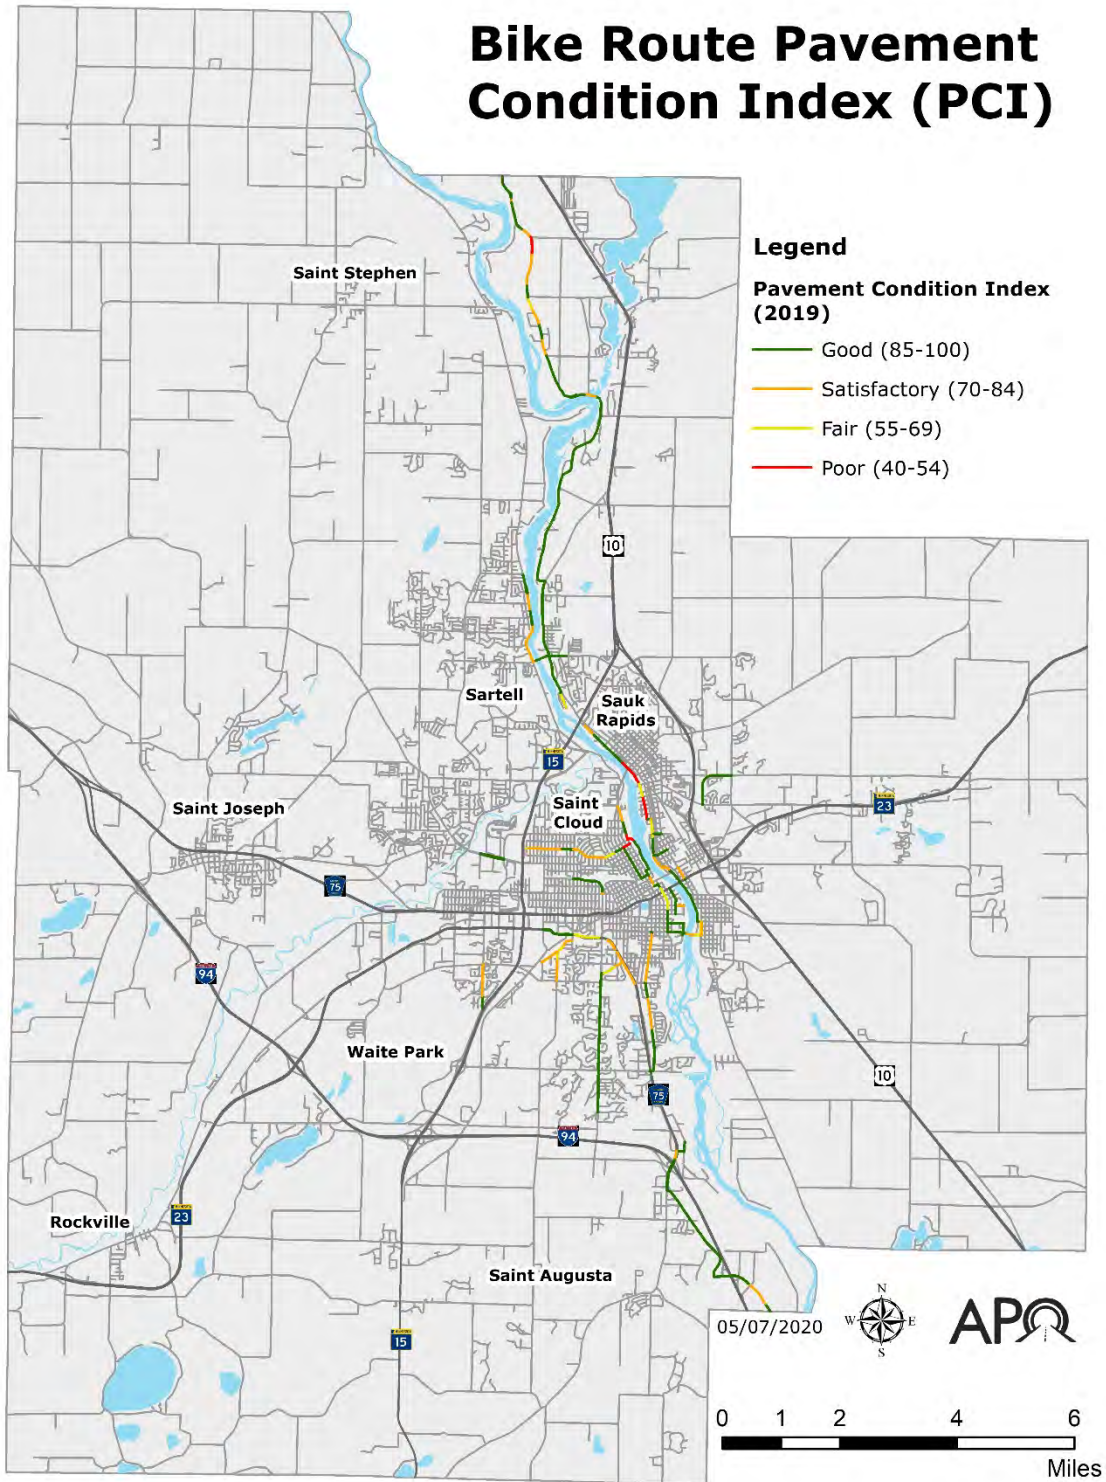 Bike Route Pavement
Condition Index (PCI)
Legend
Pavement Condition Index
(2019)
Good (85-100)
Satisfactory (70-84)
Fair (55-69)
Poor (40-54)
Saint Stephen
10
Sartell
Sauk
Rapids
15
Saint
Cloud
23
Saint Joseph
75
94
Waite Park
10
75
94
Rockville
23
Saint Augusta
15
05/07/2020
N
W
E
S
APO
0 1 2 4 6
Miles